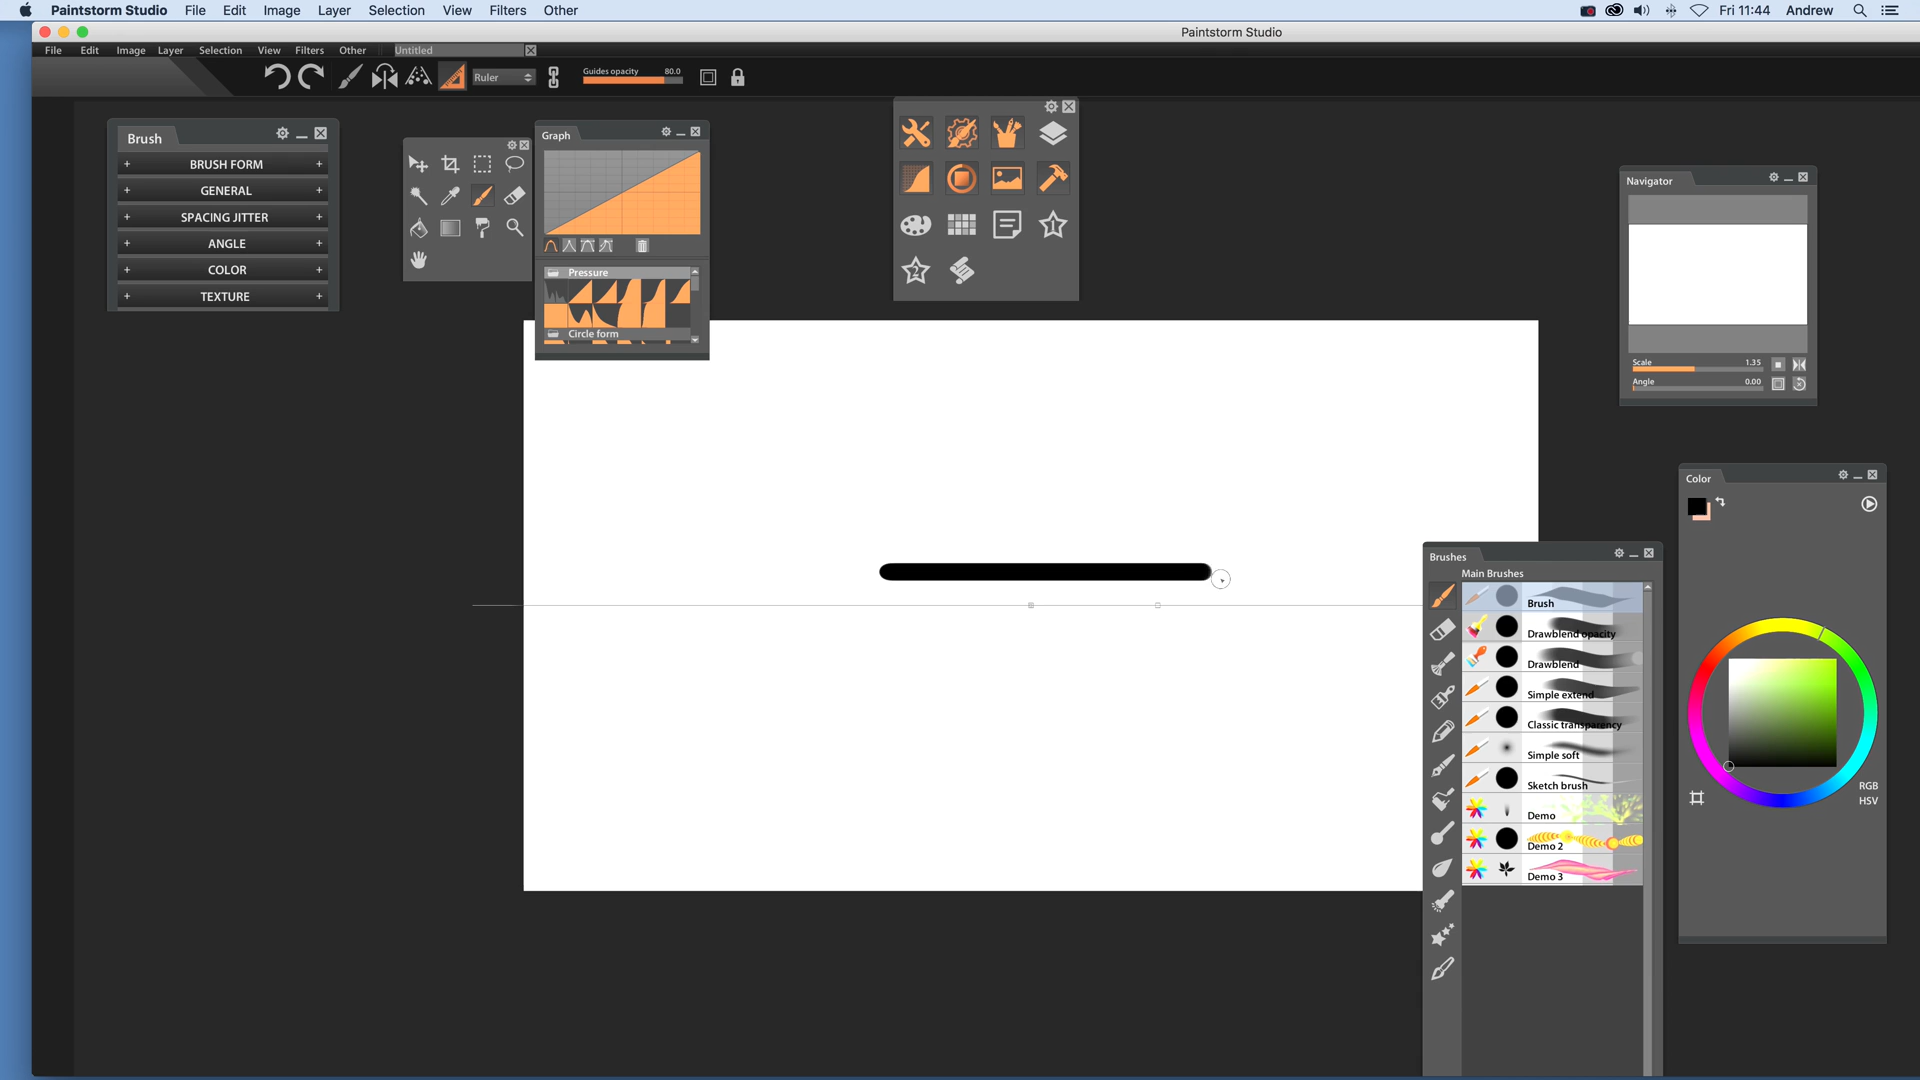 Paintstorm Studio File Edit Image Layer Selection View Filters Other Fri 11:44 Andrew
Paintstorm Studio
File Edit Image Layer Selection View Filters Other Untitled
Ruler Guides opacity 80.0
Brush
BRUSH FORM
GENERAL
SPACING JITTER
ANGLE
COLOR
TEXTURE
Graph
Pressure
Circle form
1
2
Navigator
Scale 1.35
Angle 0.00
Brushes
Main Brushes
Brush
Drawblend opacity
Drawblend
Simple extend
Classic transparency
Simple soft
Sketch brush
Demo
Demo 2
Demo 3
Color
RGB
HSV